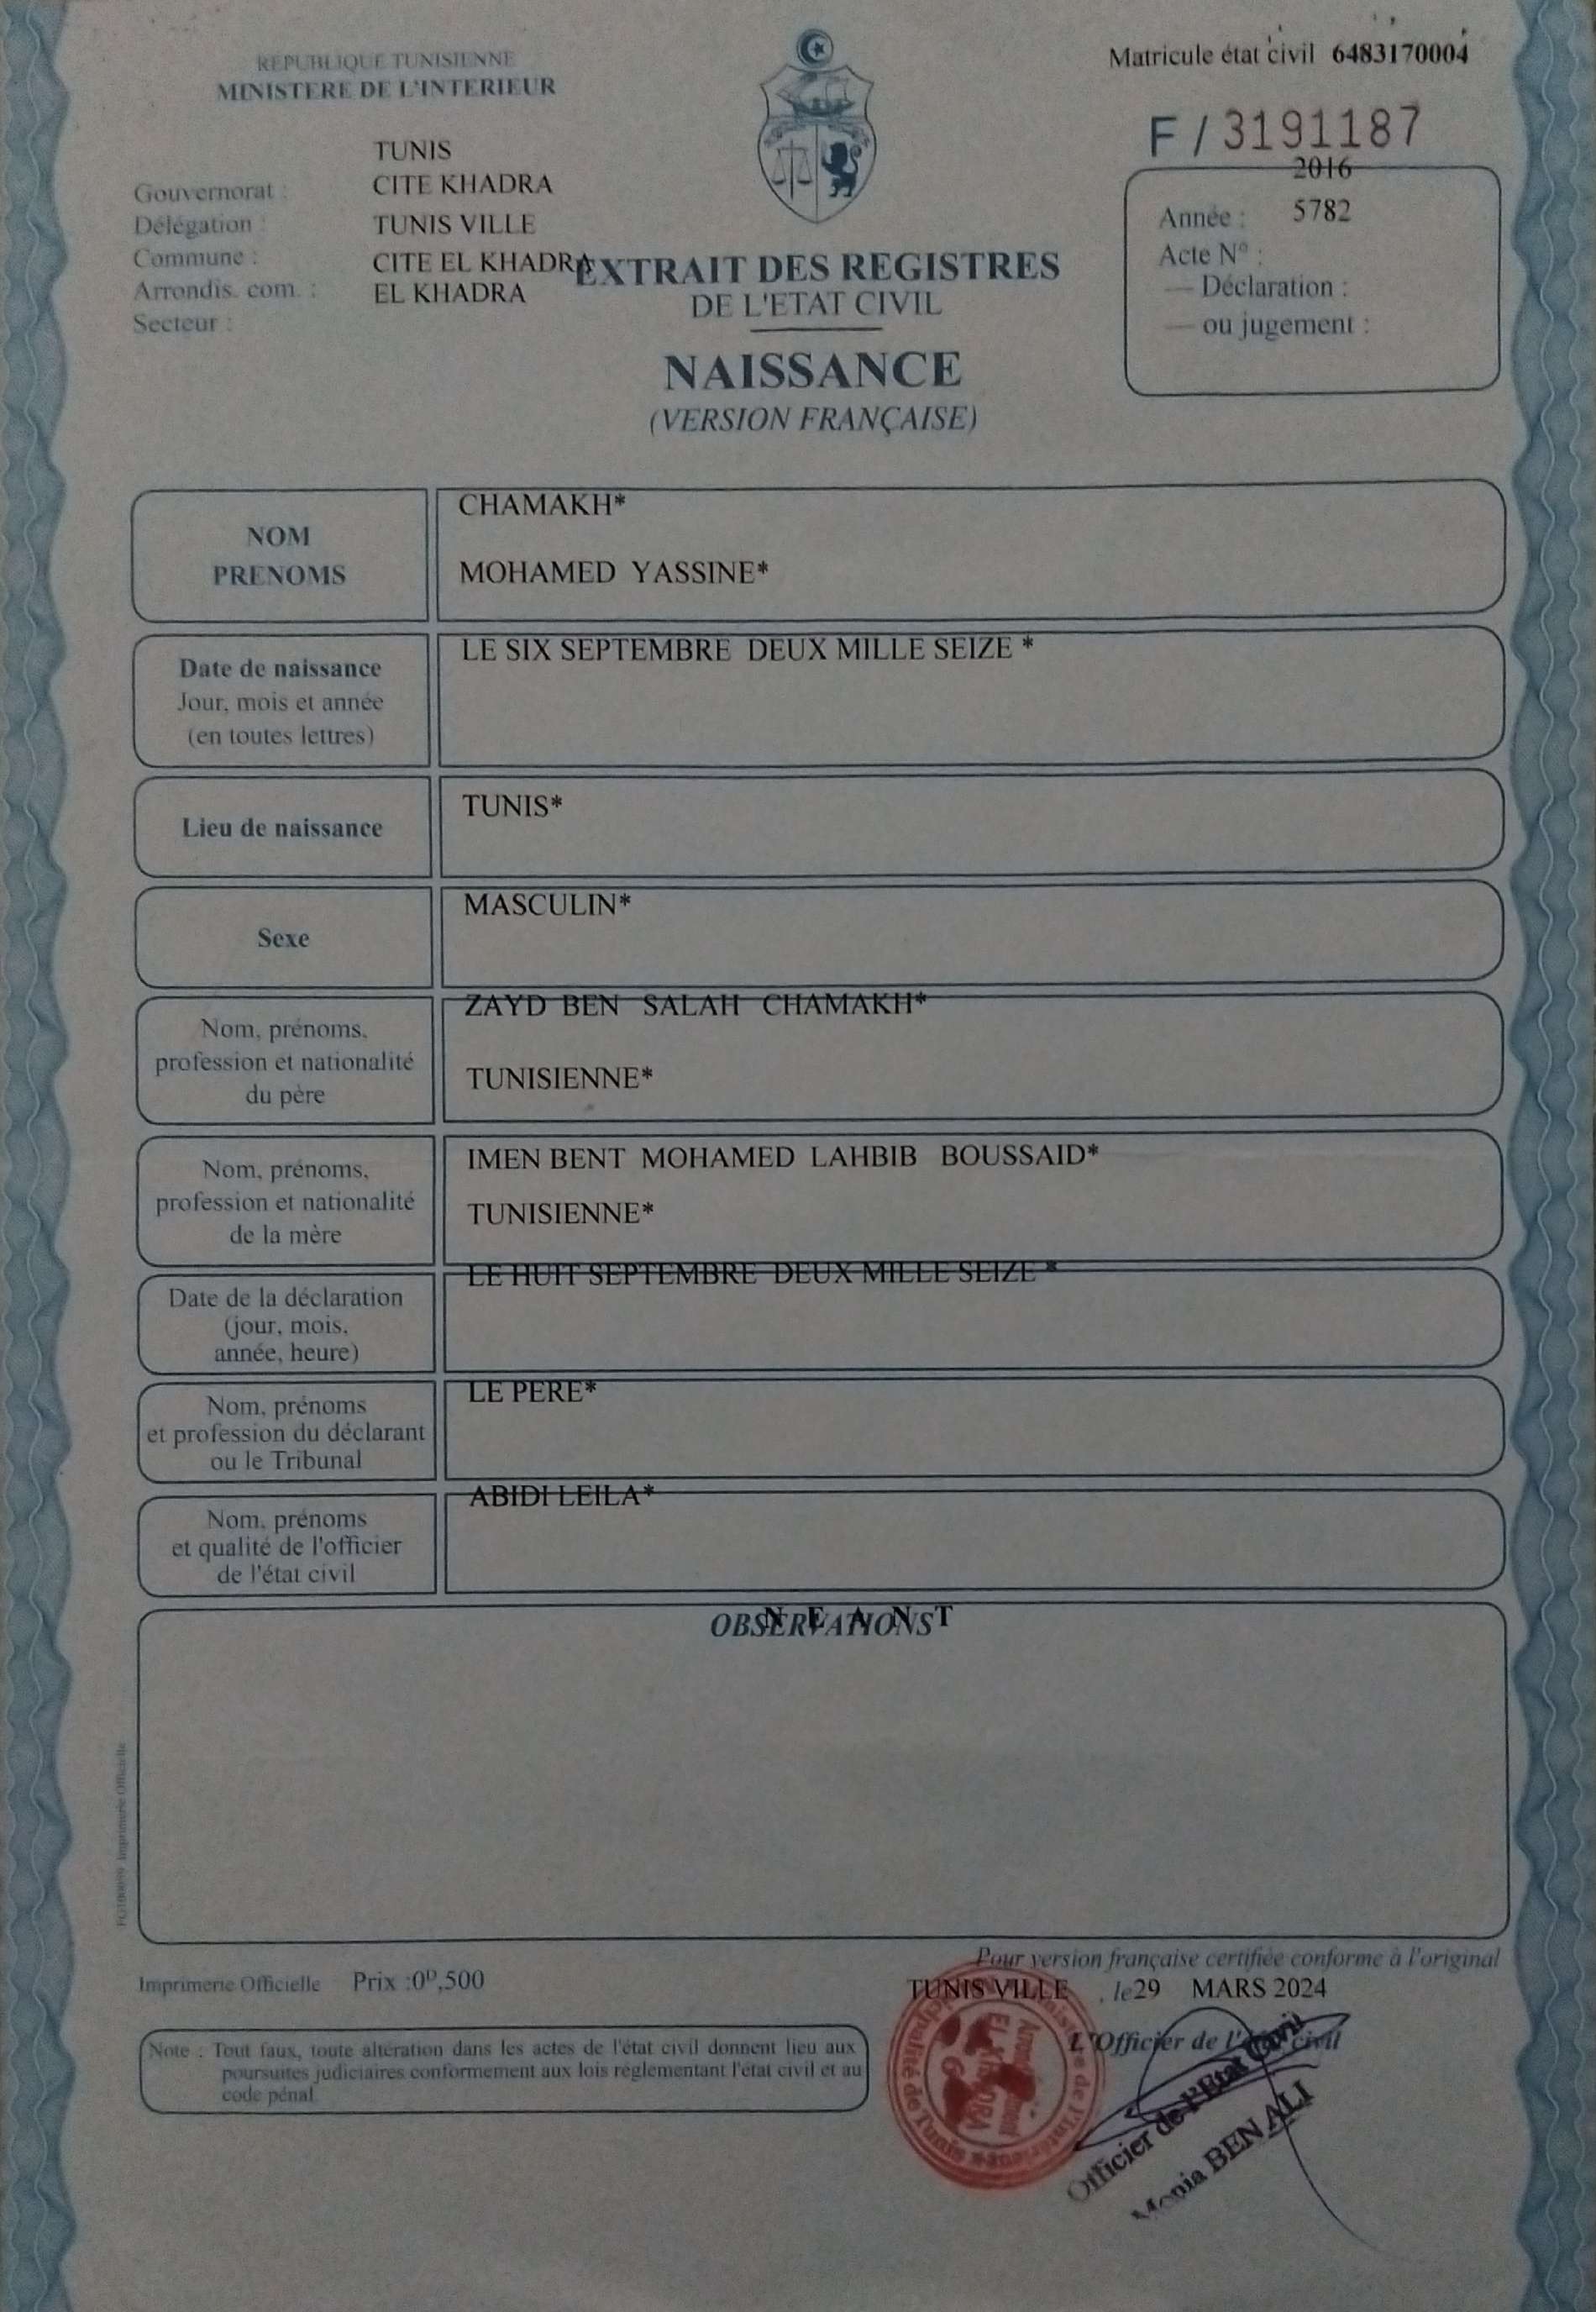 REPUBLIQUE TUNISIENNE
MINISTERE DE L'INTERIEUR
Matricule état civil 6483170004
F / 3191187
TUNIS
Gouvernorat : CITE KHADRA
Délégation : TUNIS VILLE
Commune : CITE EL KHADRA
Arrondis. com. : EL KHADRA
Secteur :
2016
Année : 5782
Acte N° :
— Déclaration :
— ou jugement :
EXTRAIT DES REGISTRES
DE L'ETAT CIVIL
NAISSANCE
(VERSION FRANÇAISE)
NOM
PRENOMS
CHAMAKH*
MOHAMED YASSINE*
Date de naissance
Jour, mois et année
(en toutes lettres)
LE SIX SEPTEMBRE DEUX MILLE SEIZE *
Lieu de naissance
TUNIS*
Sexe
MASCULIN*
Nom, prénoms,
profession et nationalité
du père
ZAYD BEN SALAH CHAMAKH*
TUNISIENNE*
Nom, prénoms,
profession et nationalité
de la mère
IMEN BENT MOHAMED LAHBIB BOUSSAID*
TUNISIENNE*
Date de la déclaration
(jour, mois,
année, heure)
LE HUIT SEPTEMBRE DEUX MILLE SEIZE *
Nom, prénoms
et profession du déclarant
ou le Tribunal
LE PERE*
Nom, prénoms
et qualité de l'officier
de l'état civil
ABIDI LEILA*
OBSERVATIONS
N E A N T
Imprimerie Officielle
Pour version française certifiée conforme à l'original
Imprimerie Officielle Prix :0ᴰ,500
TUNIS VILLE , le 29 MARS 2024
L'Officier de l'état civil
Note : Tout faux, toute altération dans les actes de l'état civil donnent lieu aux
poursuites judiciaires conformement aux lois réglementant l'état civil et au
code pénal.
Officier de l'Etat Civil
Monia BEN ALI